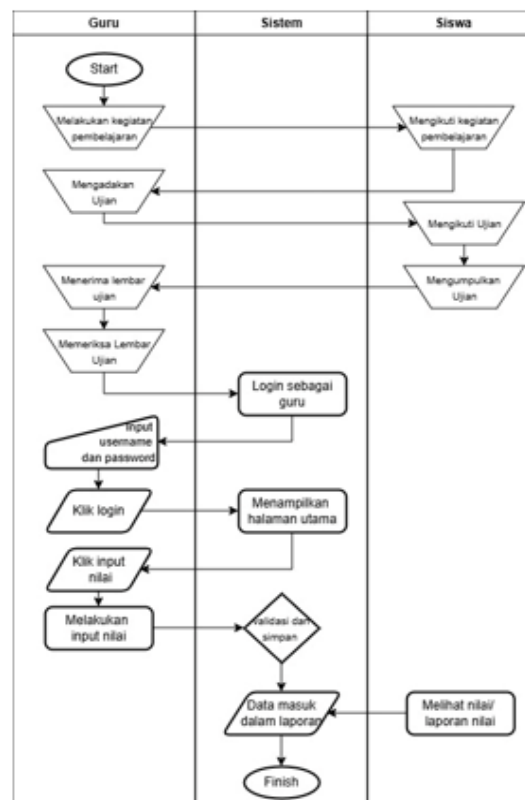 Guru
Sistem
Siswa
Start
Melakukan kegiatan
pembelajaran
Mengikuti kegiatan
pembelajaran
Mengadakan
Ujian
Mengikuti Ujian
Mengumpulkan
Ujian
Menerima lembar
ujian
Memeriksa Lembar
Ujian
Login sebagai
guru
Input
username
dan password
Klik login
Menampilkan
halaman utama
Klik input
nilai
Melakukan
input nilai
validasi dan
simpan
Data masuk
dalam laporan
Melihat nilai/
laporan nilai
Finish